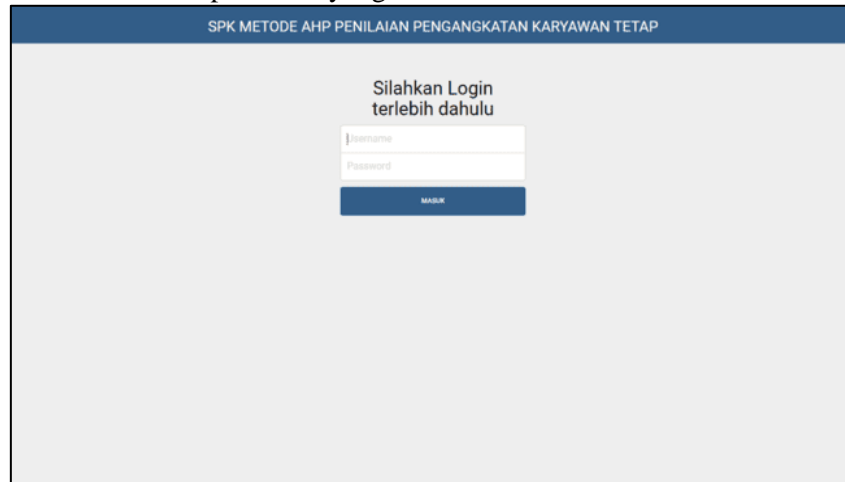 SPK METODE AHP PENILAIAN PENGANGKATAN KARYAWAN TETAP
Silahkan Login
terlebih dahulu
Username
Password
MASUK